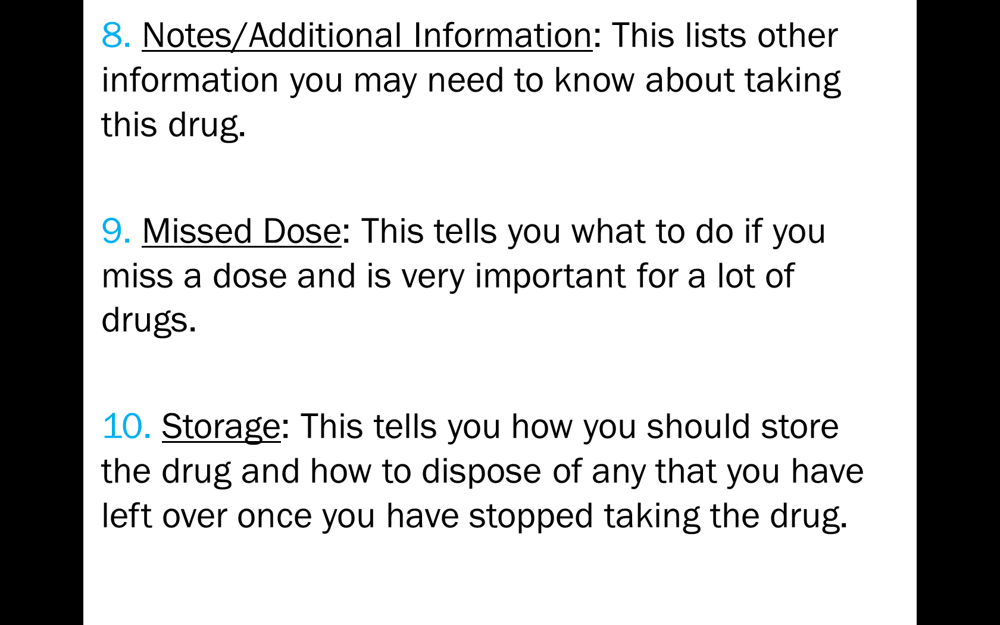 8. Notes/Additional Information: This lists other
information you may need to know about taking
this drug.
9. Missed Dose: This tells you what to do if you
miss a dose and is very important for a lot of
drugs.
10. Storage: This tells you how you should store
the drug and how to dispose of any that you have
left over once you have stopped taking the drug.